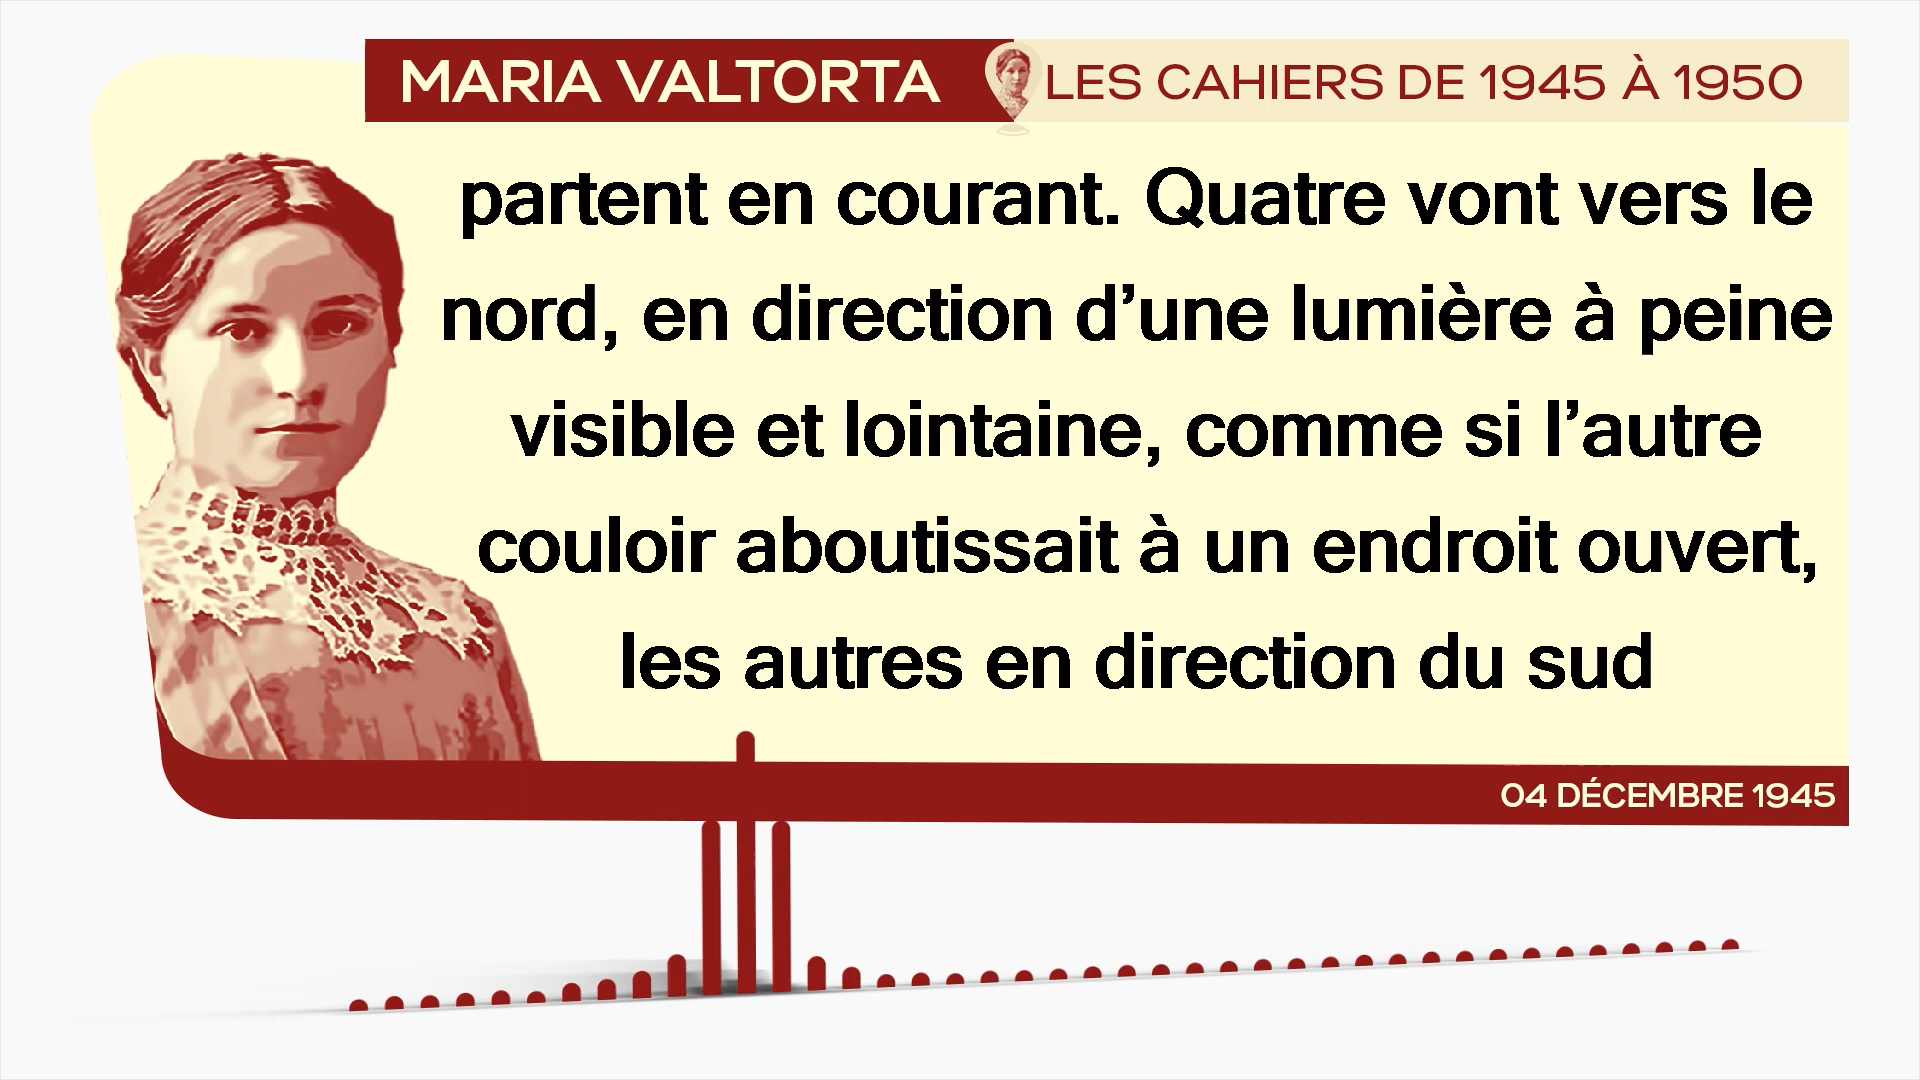 MARIA VALTORTA
LES CAHIERS DE 1945 À 1950
partent en courant. Quatre vont vers le
nord, en direction d’une lumière à peine
visible et lointaine, comme si l’autre
couloir aboutissait à un endroit ouvert,
les autres en direction du sud
04 DÉCEMBRE 1945